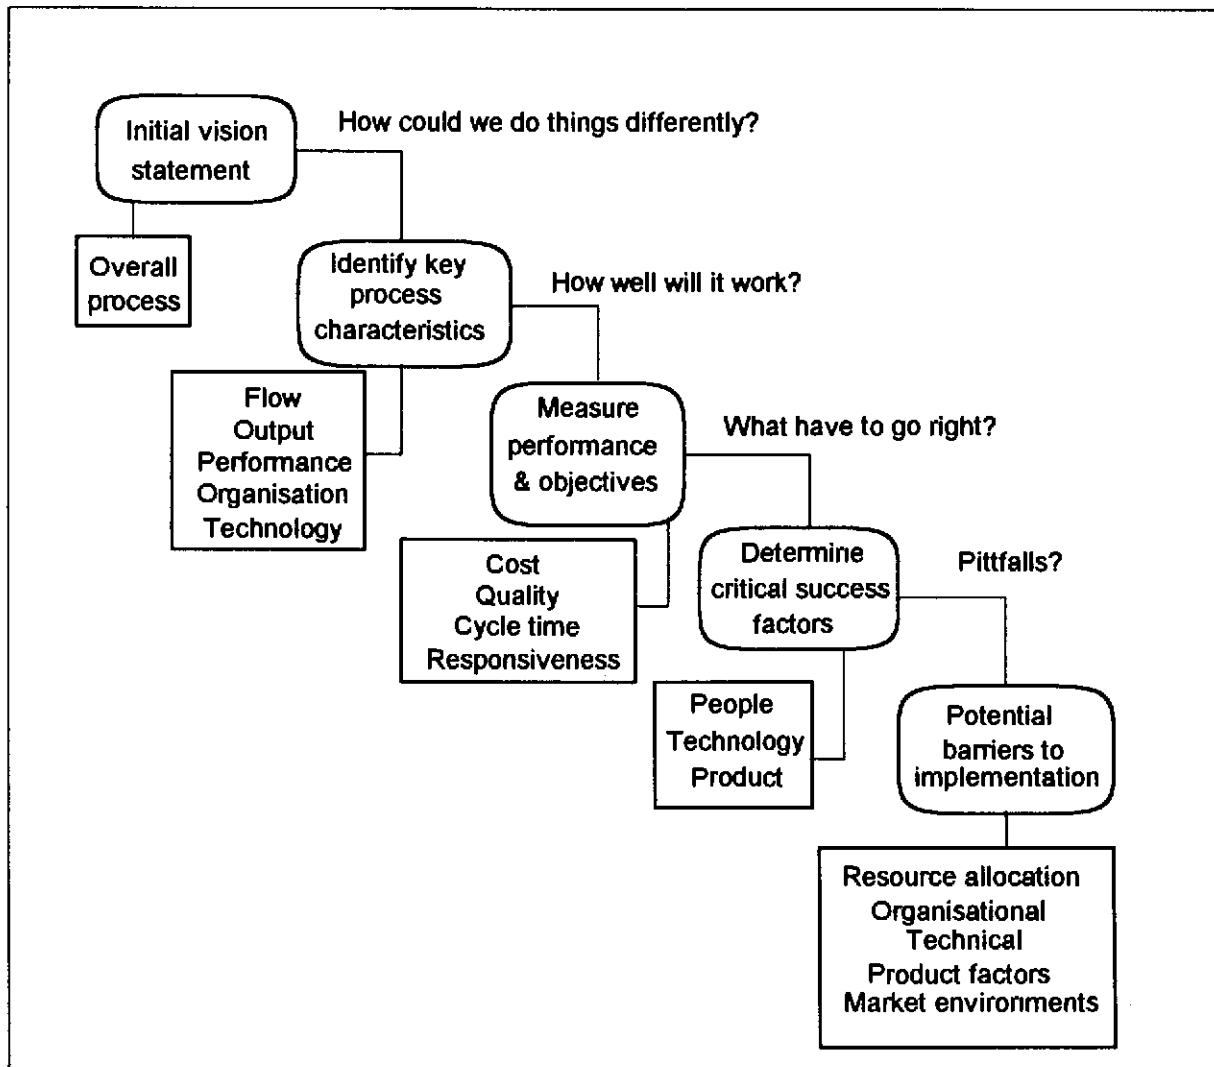 Initial vision
statement
How could we do things differently?
Overall
process
Identify key
process
characteristics
How well will it work?
Flow
Output
Performance
Organisation
Technology
Measure
performance
& objectives
What have to go right?
Cost
Quality
Cycle time
Responsiveness
Determine
critical success
factors
Pittfalls?
People
Technology
Product
Potential
barriers to
implementation
Resource allocation
Organisational
Technical
Product factors
Market environments